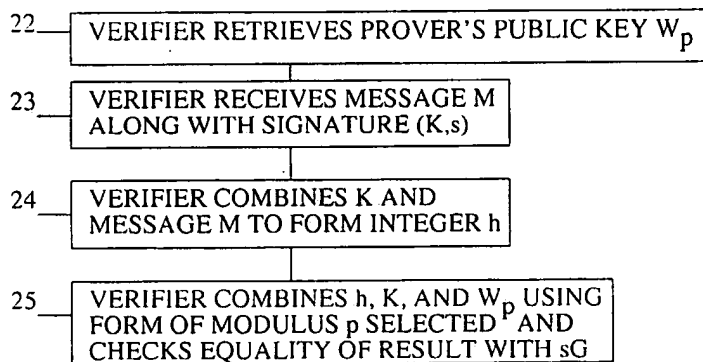 22 VERIFIER RETRIEVES PROVER'S PUBLIC KEY Wp
23 VERIFIER RECEIVES MESSAGE M
ALONG WITH SIGNATURE (K,s)
24 VERIFIER COMBINES K AND
MESSAGE M TO FORM INTEGER h
25 VERIFIER COMBINES h, K, AND Wp USING
FORM OF MODULUS p SELECTED AND
CHECKS EQUALITY OF RESULT WITH sG